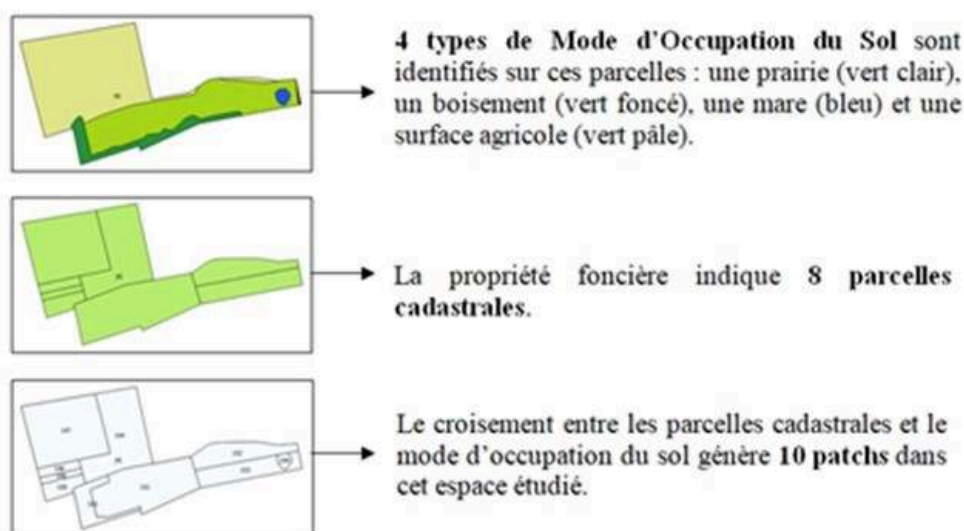 4 types de Mode d'Occupation du Sol sont
identifiés sur ces parcelles : une prairie (vert clair),
un boisement (vert foncé), une mare (bleu) et une
surface agricole (vert pâle).
La propriété foncière indique 8 parcelles
cadastrales.
Le croisement entre les parcelles cadastrales et le
mode d'occupation du sol génère 10 patchs dans
cet espace étudié.